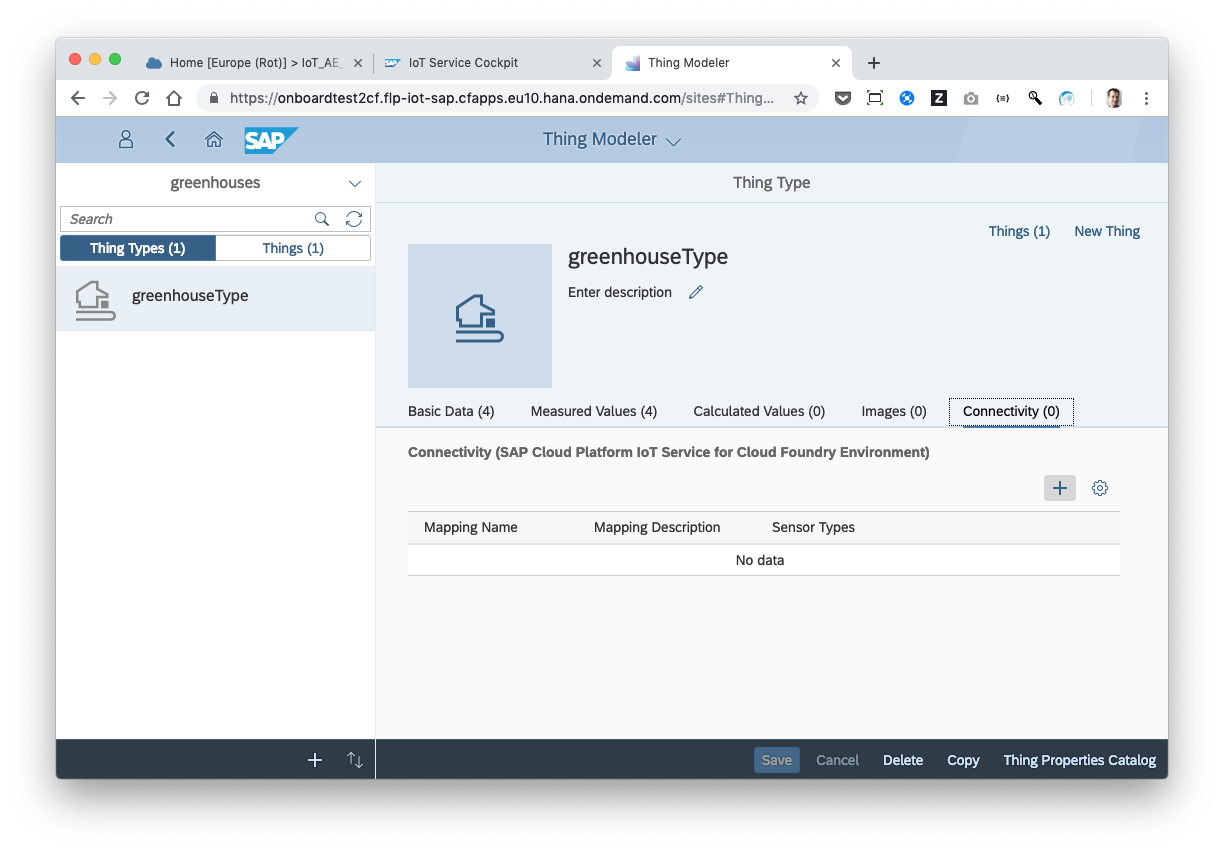 Home [Europe (Rot)] > IoT_AE_
IoT Service Cockpit
Thing Modeler
https://onboardtest2cf.flp-iot-sap.cfapps.eu10.hana.ondemand.com/sites#Thing...
Z
{≡}
SAP
Thing Modeler
greenhouses
Thing Type
Search
Things (1)
New Thing
Thing Types (1)
Things (1)
greenhouseType
greenhouseType
Enter description
Basic Data (4)
Measured Values (4)
Calculated Values (0)
Images (0)
Connectivity (0)
Connectivity (SAP Cloud Platform IoT Service for Cloud Foundry Environment)
Mapping Name
Mapping Description
Sensor Types
No data
Save
Cancel
Delete
Copy
Thing Properties Catalog